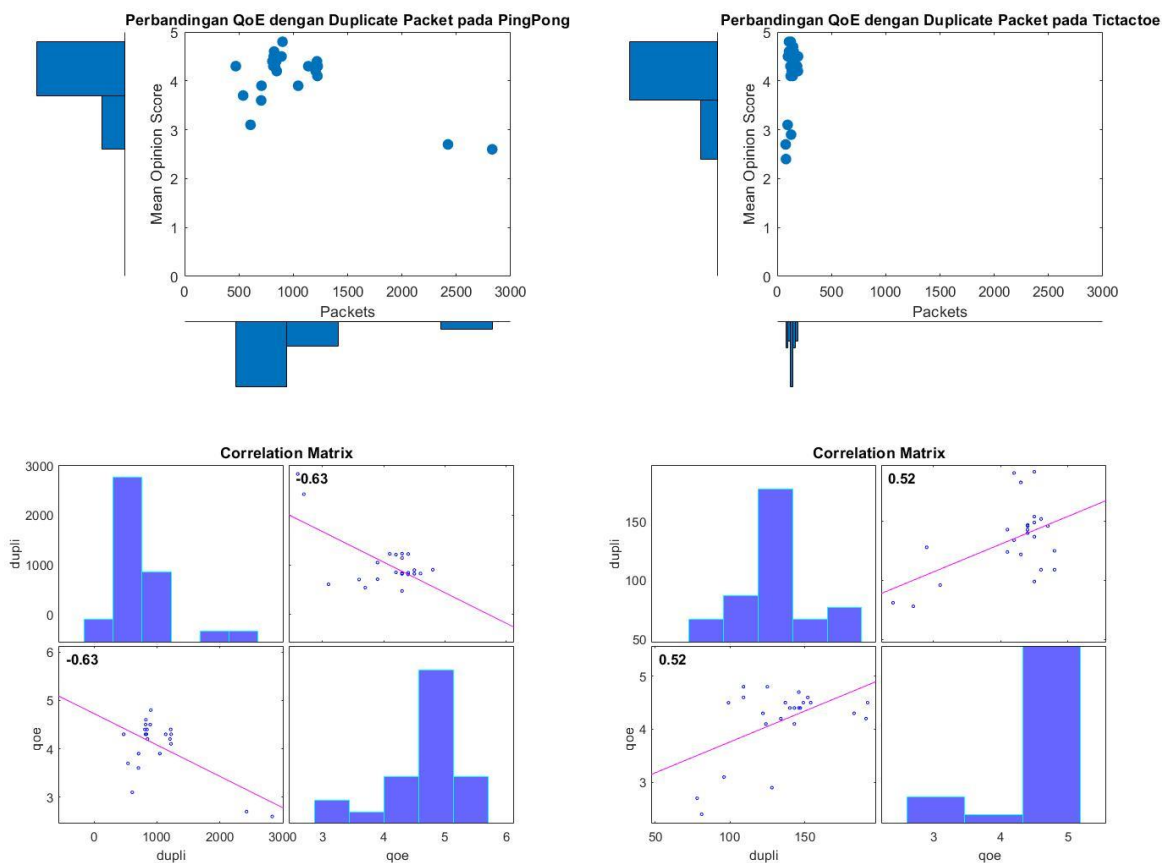 Perbandingan QoE dengan Duplicate Packet pada PingPong
5
4
3
2
1
0
Mean Opinion Score
0 500 1000 1500 2000 2500 3000
Packets
Perbandingan QoE dengan Duplicate Packet pada Tictactoe
5
4
3
2
1
0
Mean Opinion Score
0 500 1000 1500 2000 2500 3000
Packets
Correlation Matrix
3000
2000
1000
0
dupli
-0.63
6
5
4
3
qoe
-0.63
0 1000 2000 3000
dupli
3 4 5 6
qoe
Correlation Matrix
150
100
50
dupli
0.52
5
4
3
qoe
0.52
50 100 150
dupli
3 4 5
qoe